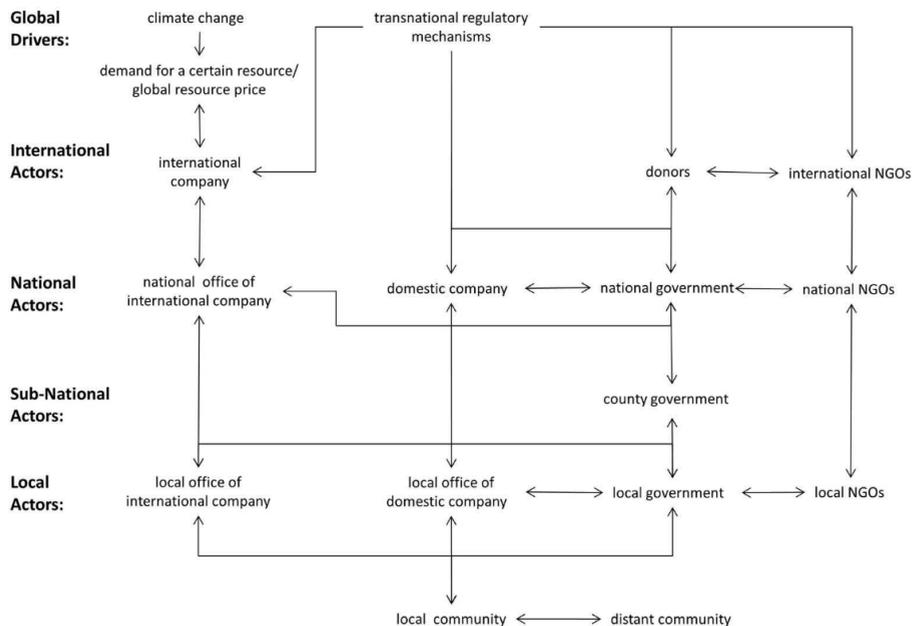 Global
Drivers:
climate change
transnational regulatory
mechanisms
demand for a certain resource/
global resource price
International
Actors:
international
company
donors
international NGOs
National
Actors:
national office of
international company
domestic company
national government
national NGOs
Sub-National
Actors:
county government
Local
Actors:
local office of
international company
local office of
domestic company
local government
local NGOs
local community
distant community